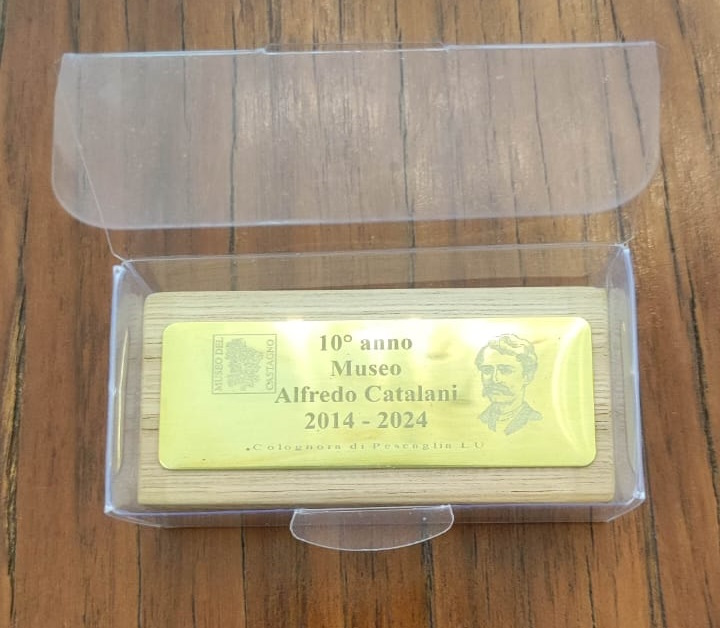 MUSEO DEL
CASTAGNO
10° anno
Museo
Alfredo Catalani
2014 - 2024
.Colognora di Pescaglia LU